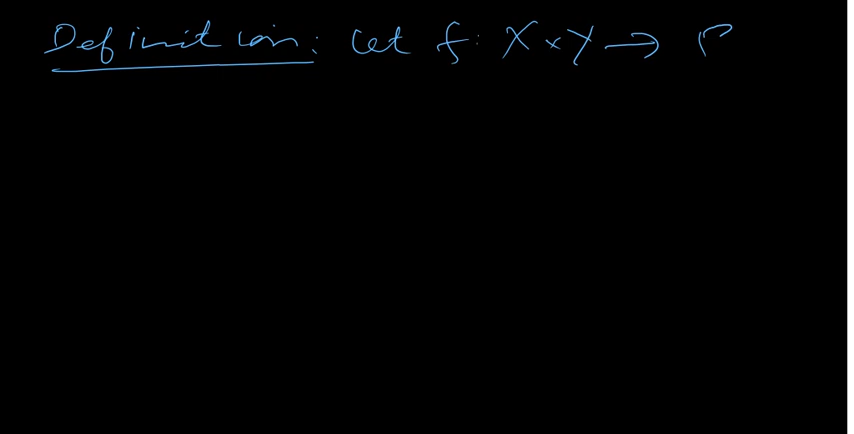 Definition: Let f: X × Y →